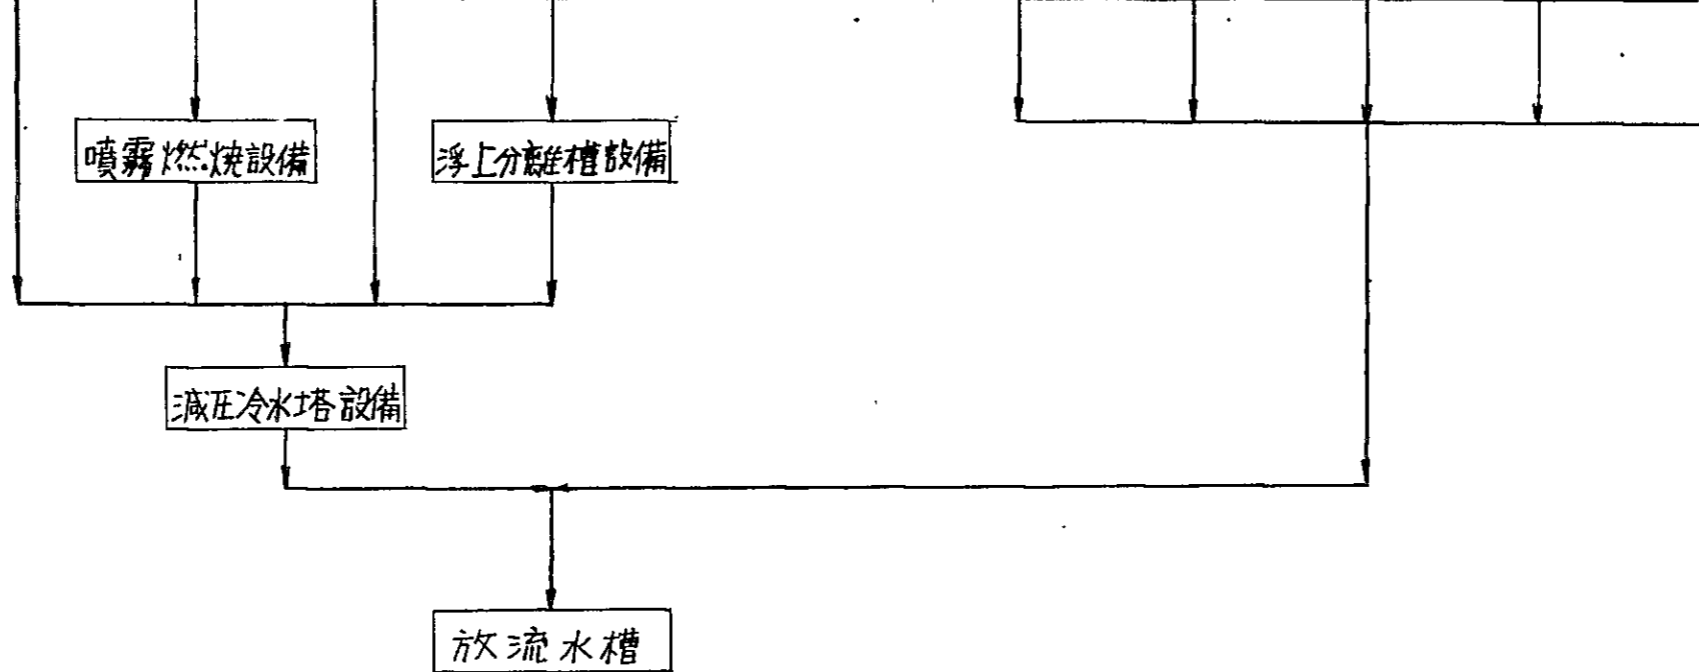 噴霧燃焼設備
浮上分離槽設備
減圧冷水塔設備
放流水槽